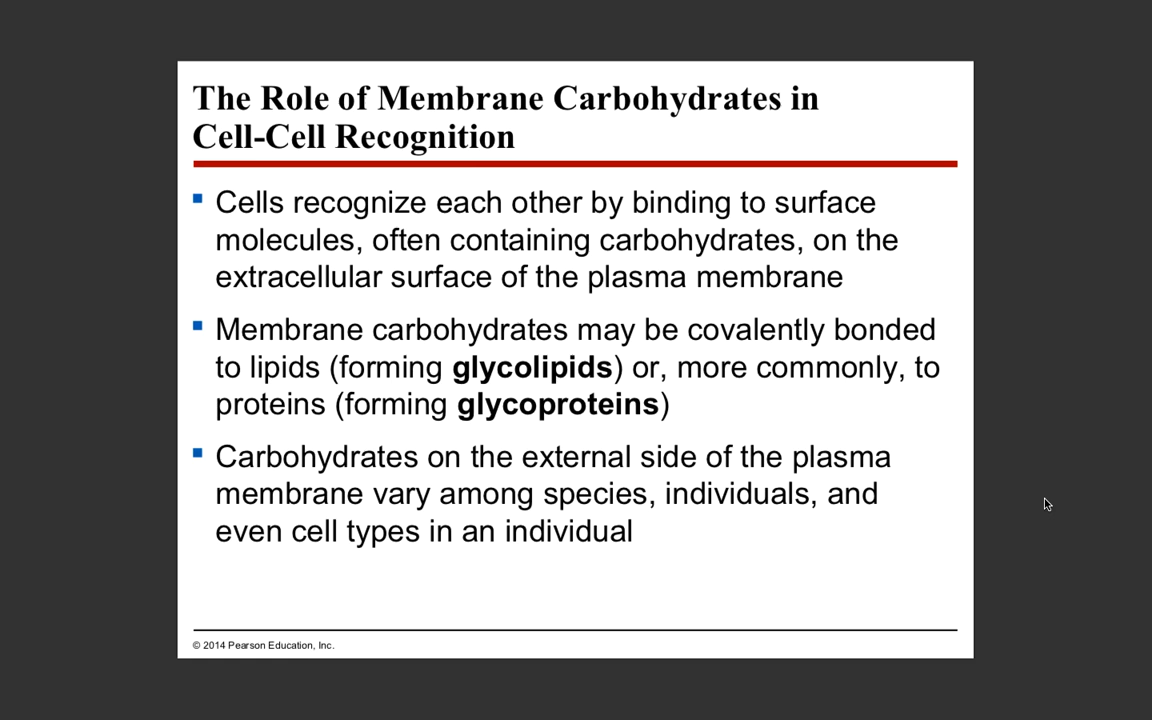 The Role of Membrane Carbohydrates in
Cell-Cell Recognition
Cells recognize each other by binding to surface
molecules, often containing carbohydrates, on the
extracellular surface of the plasma membrane
Membrane carbohydrates may be covalently bonded
to lipids (forming glycolipids) or, more commonly, to
proteins (forming glycoproteins)
Carbohydrates on the external side of the plasma
membrane vary among species, individuals, and
even cell types in an individual
© 2014 Pearson Education, Inc.